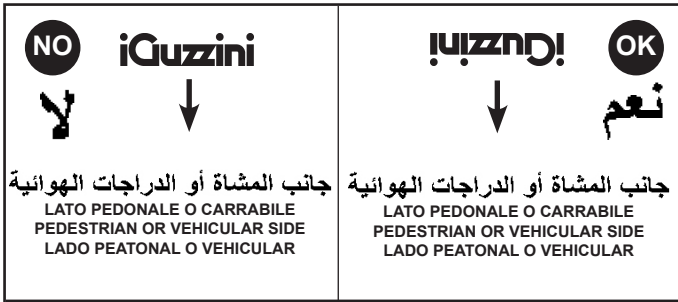 NO
iGuzzini
لا
جانب المشاة أو الدراجات الهوائية
LATO PEDONALE O CARRABILE
PEDESTRIAN OR VEHICULAR SIDE
LADO PEATONAL O VEHICULAR
iGuzzini
OK
نعم
جانب المشاة أو الدراجات الهوائية
LATO PEDONALE O CARRABILE
PEDESTRIAN OR VEHICULAR SIDE
LADO PEATONAL O VEHICULAR